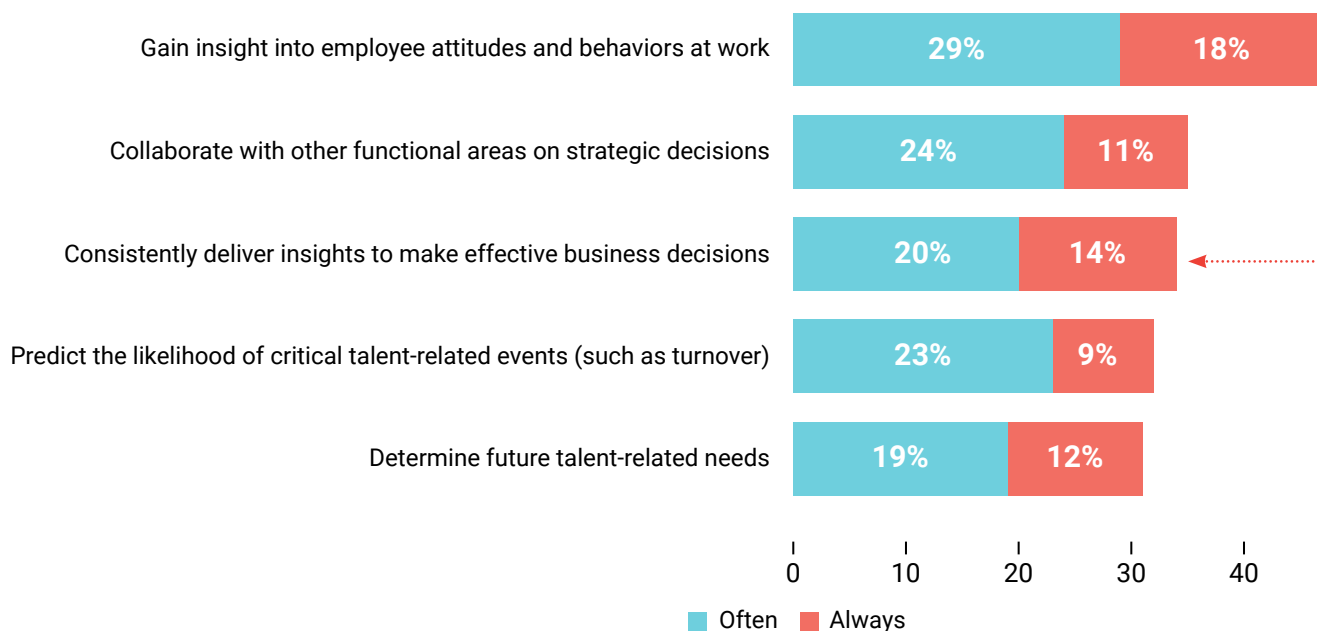 Gain insight into employee attitudes and behaviors at work 29% 18%
Collaborate with other functional areas on strategic decisions 24% 11%
Consistently deliver insights to make effective business decisions 20% 14%
Predict the likelihood of critical talent-related events (such as turnover) 23% 9%
Determine future talent-related needs 19% 12%
0 10 20 30 40
Often Always